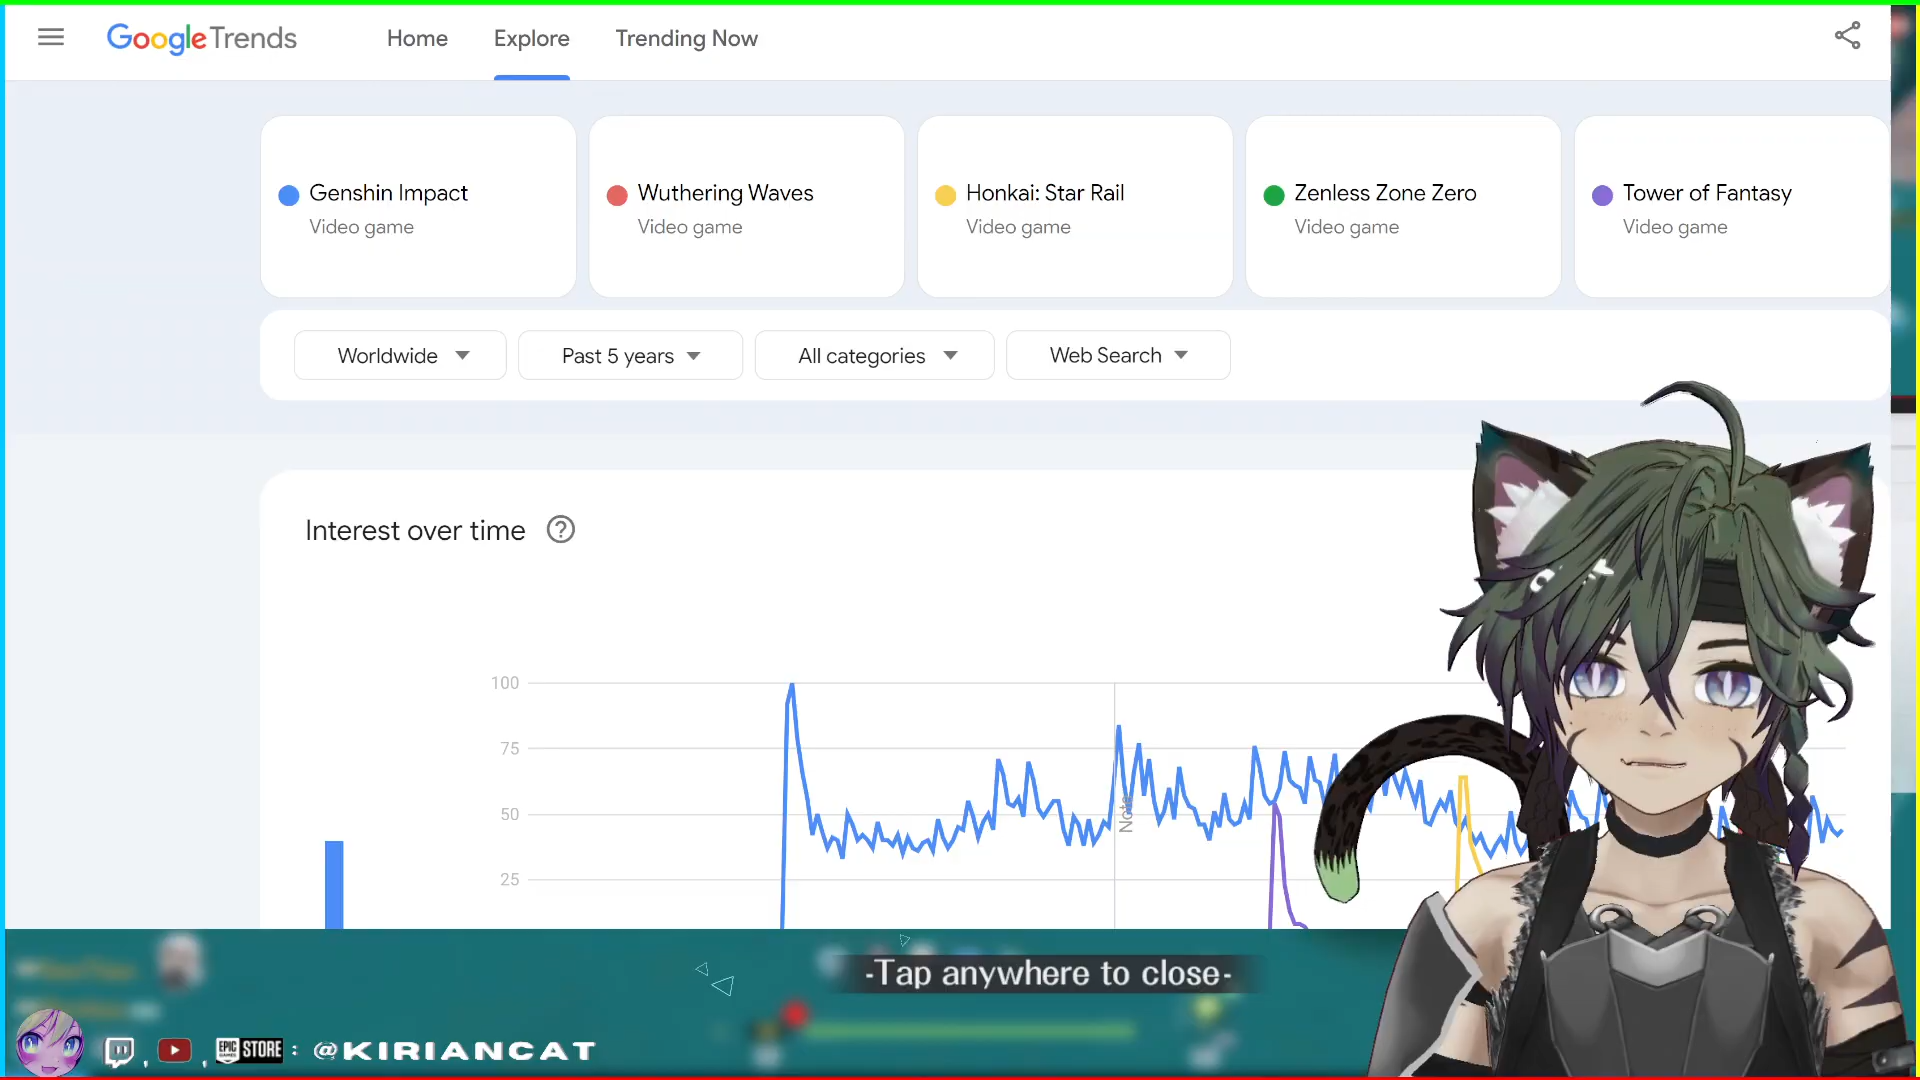 Google Trends
Home
Explore
Trending Now
Genshin Impact
Video game
Wuthering Waves
Video game
Honkai: Star Rail
Video game
Zenless Zone Zero
Video game
Tower of Fantasy
Video game
Worldwide
Past 5 years
All categories
Web Search
Interest over time
?
100
75
50
25
Note
-Tap anywhere to close-
EPIC GAMES STORE : @KIRIANCAT